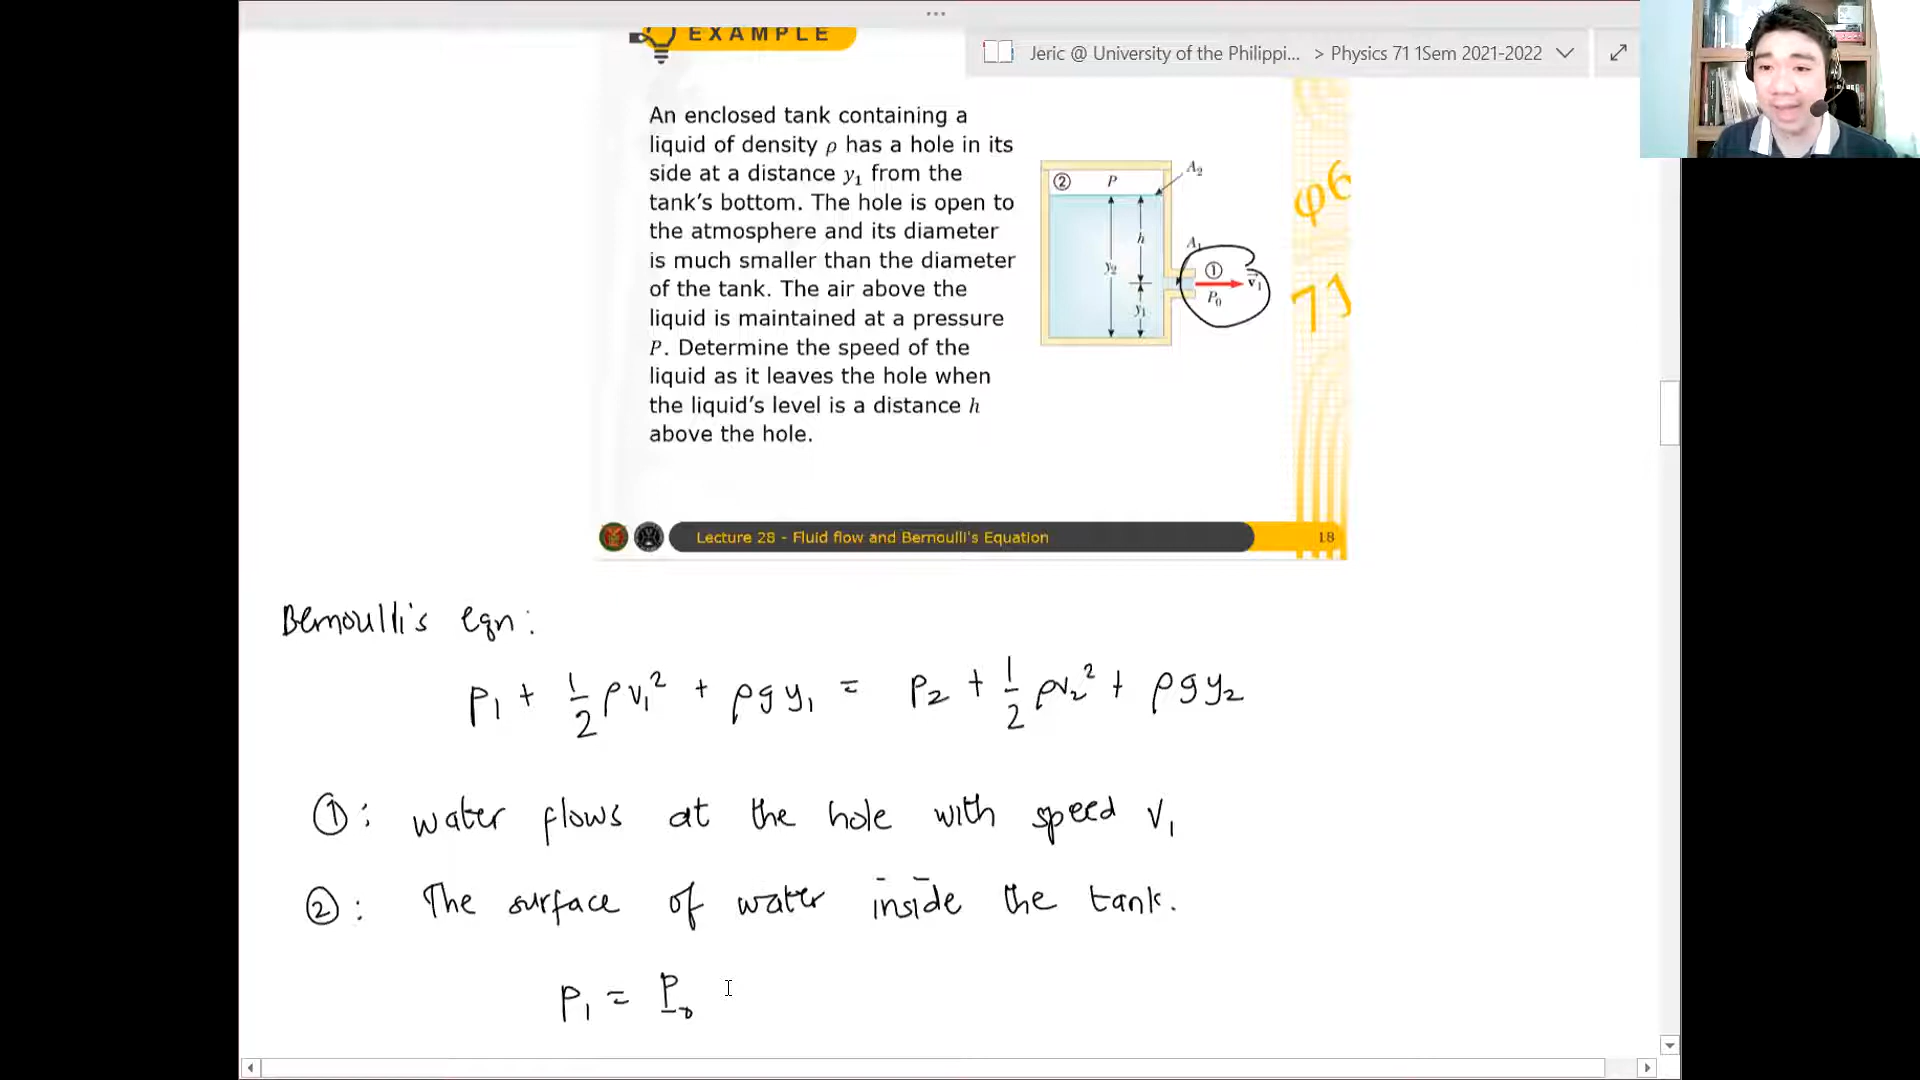 ...
EXAMPLE
Jeric @ University of the Philippi... > Physics 71 1Sem 2021-2022
An enclosed tank containing a
liquid of density ρ has a hole in its
side at a distance y₁ from the
tank's bottom. The hole is open to
the atmosphere and its diameter
is much smaller than the diameter
of the tank. The air above the
liquid is maintained at a pressure
P. Determine the speed of the
liquid as it leaves the hole when
the liquid's level is a distance h
above the hole.
② P A₂
h
A₁
y₂
① v₁
P₀
y₁
φ6
71
Lecture 28 - Fluid flow and Bernoulli's Equation 18
Bernoulli's eqn:
P₁ + 1/2 ρv₁² + ρgy₁ = P₂ + 1/2 ρv₂² + ρgy₂
①: water flows at the hole with speed v₁
②: The surface of water inside the tank.
P₁ = P₀